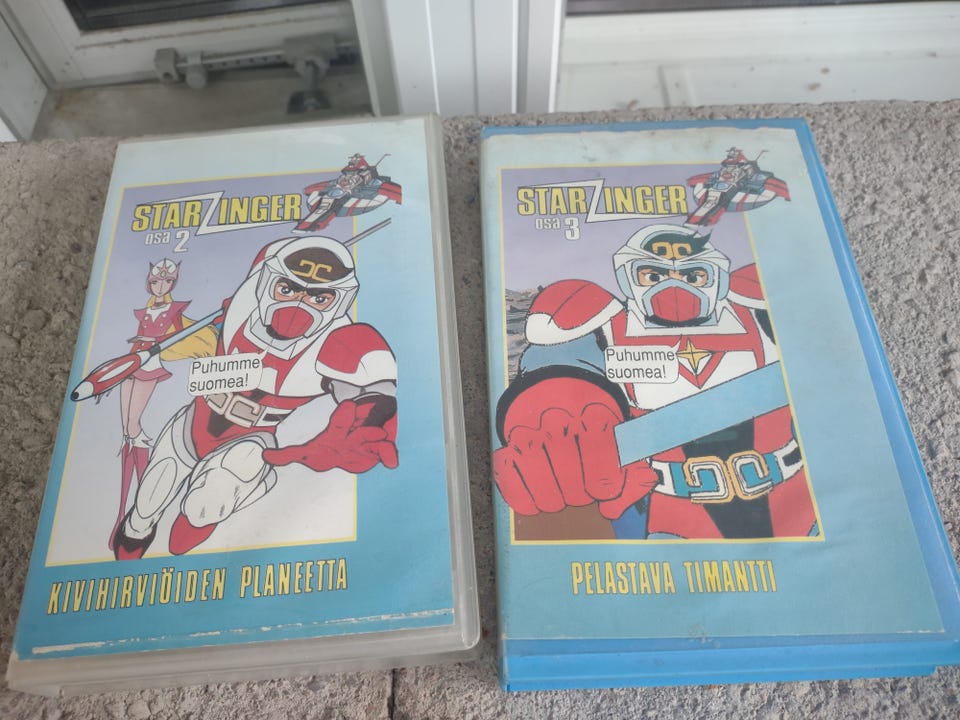 STARZINGER
osa 2
Puhumme
suomea!
KIVIHIRVIÖIDEN PLANEETTA
STARZINGER
osa 3
Puhumme
suomea!
PELASTAVA TIMANTTI